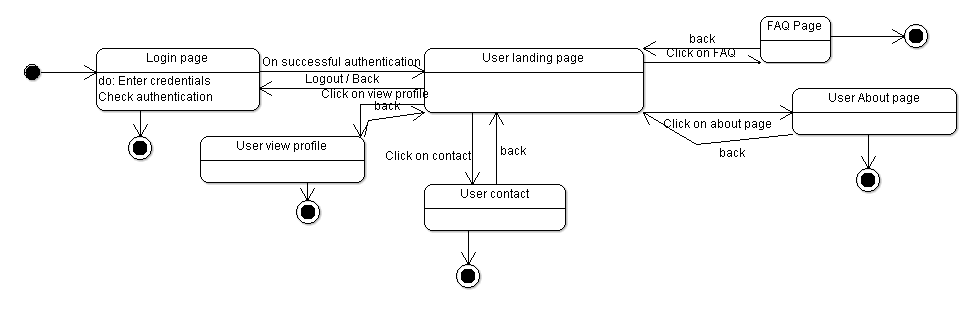 FAQ Page
back
Click on FAQ
Login page
do: Enter credentials
Check authentication
On successful authentication
Logout / Back
User landing page
Click on view profile
back
User About page
Click on about page
back
User view profile
Click on contact
back
User contact